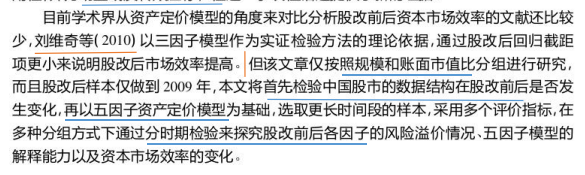 目前学术界从资产定价模型的角度来对比分析股改前后资本市场效率的文献还比较
少,刘维奇等(2010)以三因子模型作为实证检验方法的理论依据,通过股改后回归截距
项更小来说明股改后市场效率提高。但该文章仅按照规模和账面市值比分组进行研究,
而且股改后样本仅做到 2009 年,本文将首先检验中国股市的数据结构在股改前后是否发
生变化,再以五因子资产定价模型为基础,选取更长时间段的样本,采用多个评价指标,在
多种分组方式下通过分时期检验来探究股改前后各因子的风险溢价情况、五因子模型的
解释能力以及资本市场效率的变化。